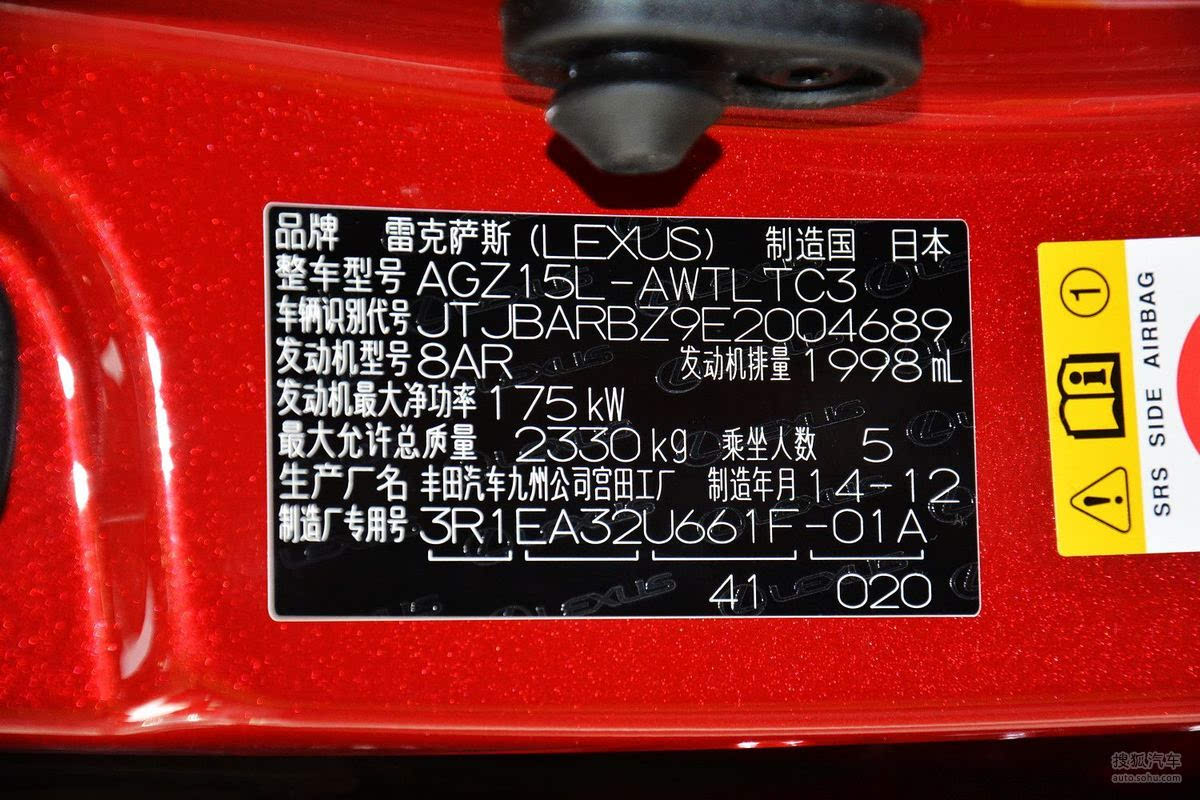 品牌 雷克萨斯(LEXUS) 制造国 日本
整车型号 AGZ15L-AWTLTC3
车辆识别代号 JTJBARBZ9E2004689
发动机型号 8AR 发动机排量 1998 mL
发动机最大净功率 175 kW
最大允许总质量 2330 kg 乘坐人数 5
生产厂名 丰田汽车九州公司宫田工厂 制造年月 14-12
制造厂专用号 3R1EA32U661F-01A
41 020
1
SRS SIDE AIRBAG
搜狐汽车
auto.sohu.com